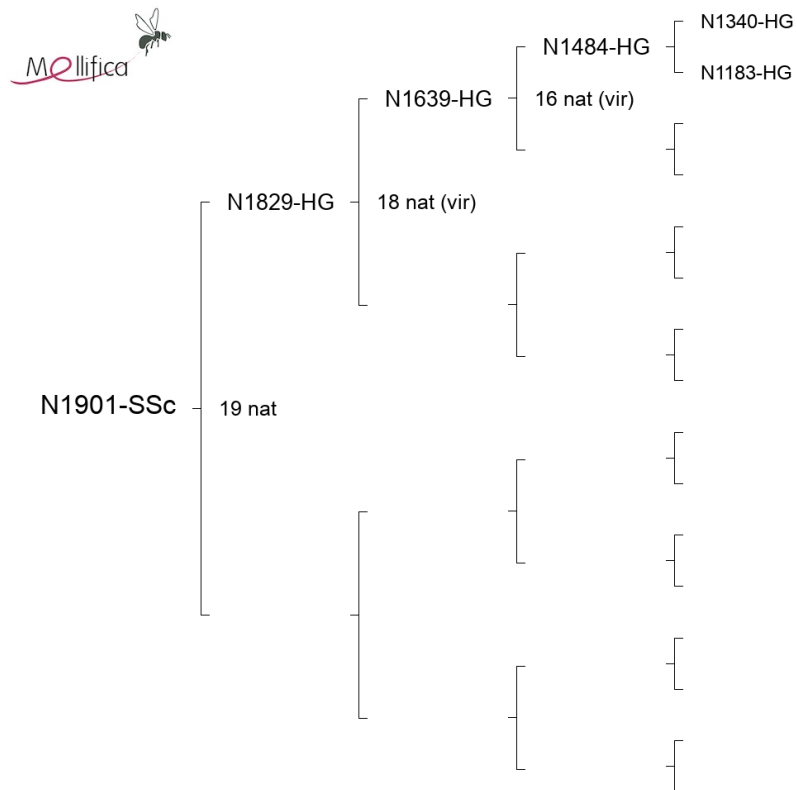 Mellifica
N1340-HG
N1484-HG
N1183-HG
N1639-HG
16 nat (vir)
N1829-HG
18 nat (vir)
N1901-SSc
19 nat